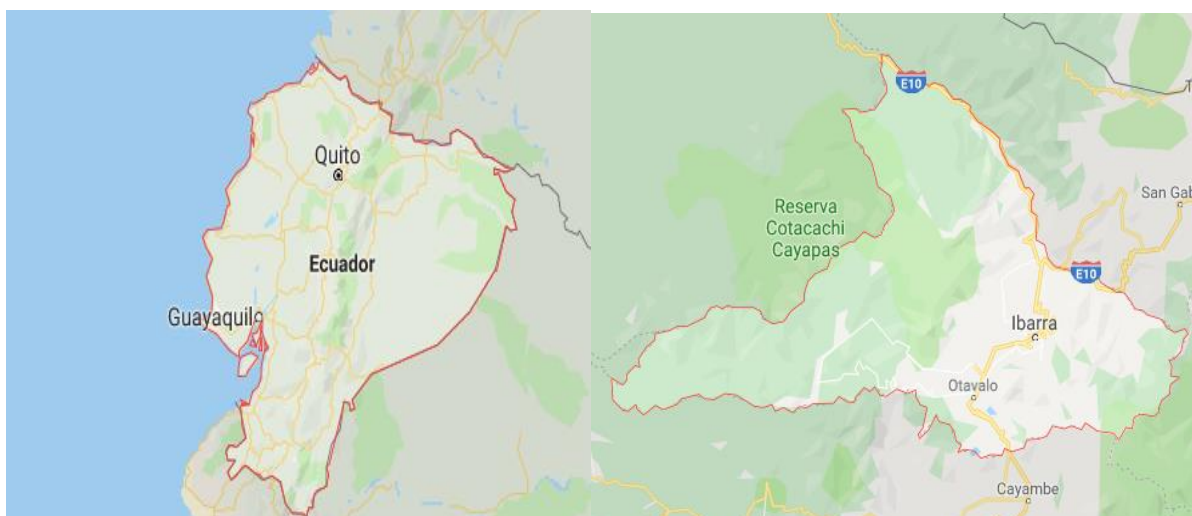 Quito
Ecuador
Guayaquil
E10
San Gab
Reserva
Cotacachi
Cayapas
E10
Ibarra
Otavalo
Cayambe